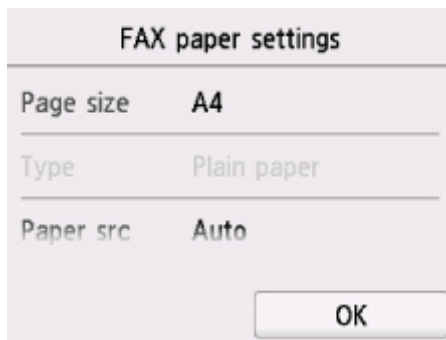 FAX paper settings
Page size A4
Type Plain paper
Paper src Auto
OK